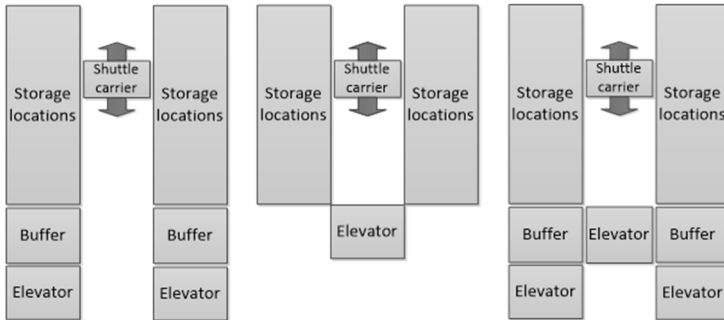 Shuttle
carrier
Storage
locations
Storage
locations
Buffer
Buffer
Elevator
Elevator
Shuttle
carrier
Storage
locations
Storage
locations
Elevator
Shuttle
carrier
Storage
locations
Storage
locations
Buffer
Elevator
Buffer
Elevator
Elevator